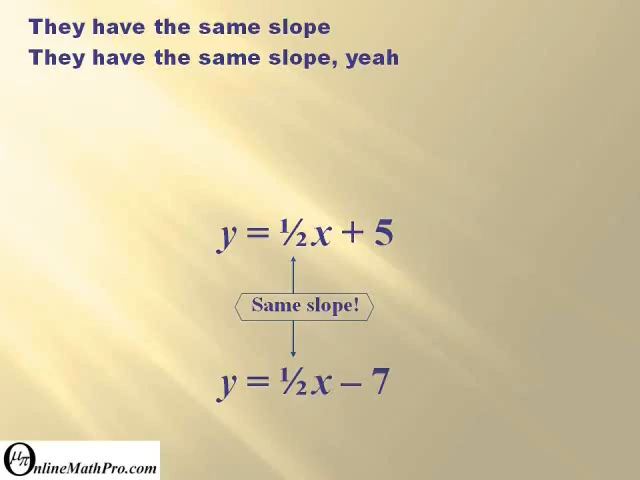 They have the same slope
They have the same slope, yeah
y = ½x + 5
Same slope!
y = ½x – 7
μπ
OnlineMathPro.com